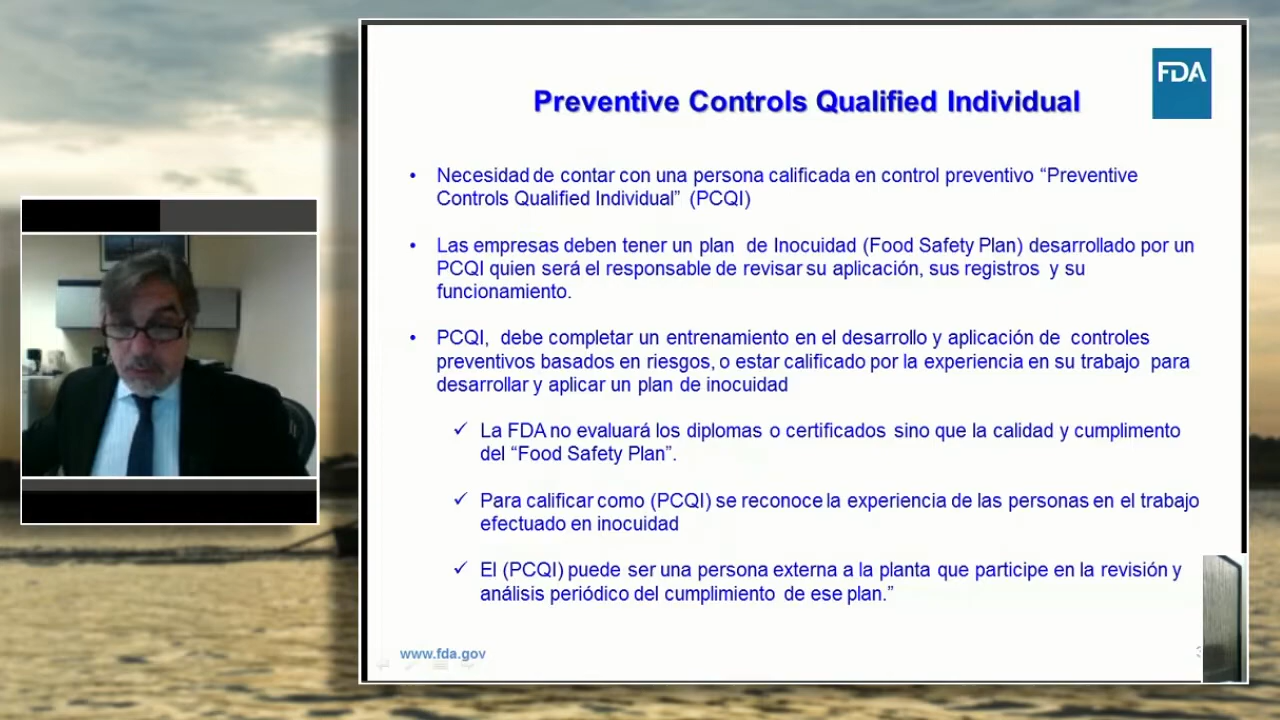 FDA
Preventive Controls Qualified Individual
• Necesidad de contar con una persona calificada en control preventivo “Preventive
Controls Qualified Individual” (PCQI)
• Las empresas deben tener un plan de Inocuidad (Food Safety Plan) desarrollado por un
PCQI quien será el responsable de revisar su aplicación, sus registros y su
funcionamiento.
• PCQI, debe completar un entrenamiento en el desarrollo y aplicación de controles
preventivos basados en riesgos, o estar calificado por la experiencia en su trabajo para
desarrollar y aplicar un plan de inocuidad
✓ La FDA no evaluará los diplomas o certificados sino que la calidad y cumplimento
del “Food Safety Plan”.
✓ Para calificar como (PCQI) se reconoce la experiencia de las personas en el trabajo
efectuado en inocuidad
✓ El (PCQI) puede ser una persona externa a la planta que participe en la revisión y
análisis periódico del cumplimiento de ese plan.”
www.fda.gov